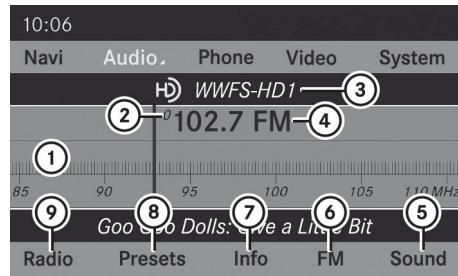 10:06
Navi Audio Phone Video System
HD WWFS-HD1 3
2 0 102.7 FM 4
1
85 90 95 100 105 110 MHz
9 8 7 6 5
Goo Goo Dolls: Give a Little Bit
Radio Presets Info FM Sound